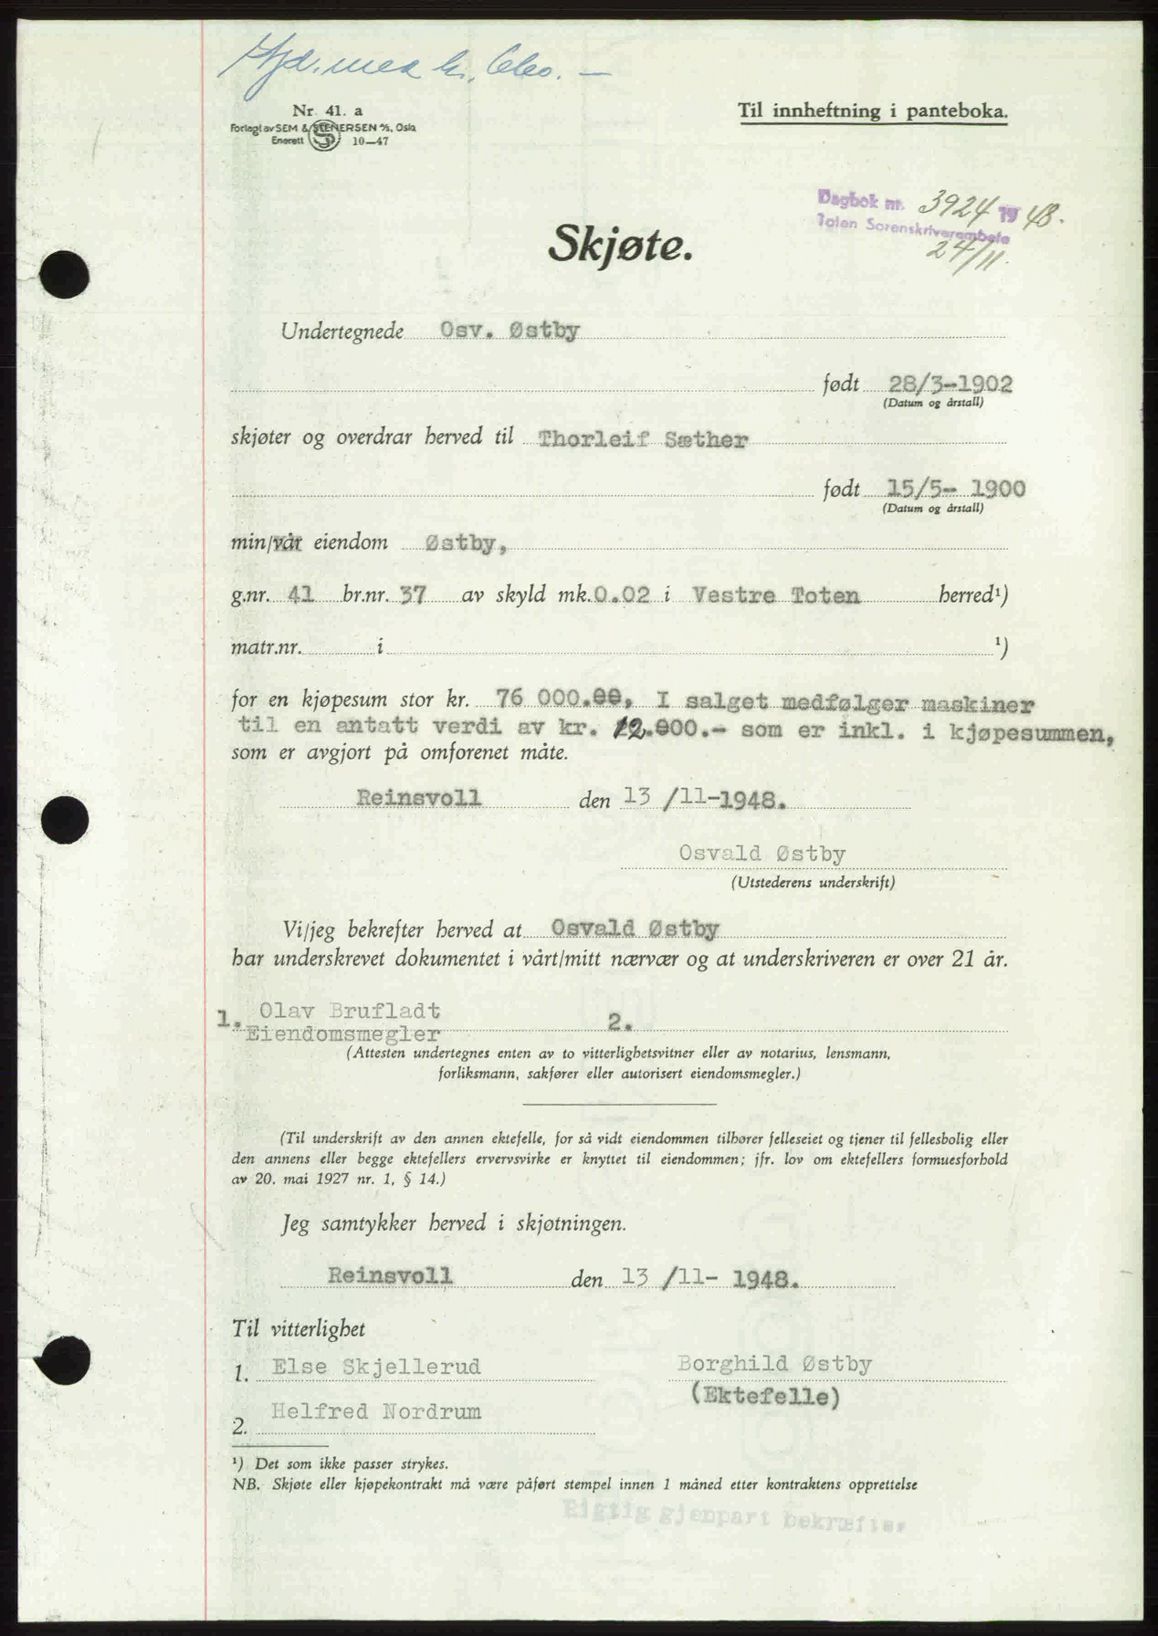 Nr. 41. a
Forlagt av SEM & STENERSEN A/S, Oslo
Enerett 10—47
Til innheftning i panteboka.
Dagbok nr. 3924 1948.
Toten Sorenskriverembete
24/11.
Skjøte.
Undertegnede Osv. Østby
født 28/3-1902
(Datum og årstall)
skjøter og overdrar herved til Thorleif Sæther
født 15/5- 1900
(Datum og årstall)
min/vår eiendom Østby,
g.nr. 41 br.nr. 37 av skyld mk. 0.02 i Vestre Toten herred¹)
matr.nr. i ¹)
for en kjøpesum stor kr. 76 000.00, I salget medfølger maskiner
til en antatt verdi av kr. 12.000.- som er inkl. i kjøpesummen,
som er avgjort på omforenet måte.
Reinsvoll den 13 /11-1948.
Osvald Østby
(Utstederens underskrift)
Vi/jeg bekrefter herved at Osvald Østby
har underskrevet dokumentet i vårt/mitt nærvær og at underskriveren er over 21 år.
1. Olav Brufladt 2.
Eiendomsmegler
(Attesten undertegnes enten av to vitterlighetsvitner eller av notarius, lensmann,
forliksmann, sakfører eller autorisert eiendomsmegler.)
(Til underskrift av den annen ektefelle, for så vidt eiendommen tilhører felleseiet og tjener til fellesbolig eller
den annens eller begge ektefellers ervervsvirke er knyttet til eiendommen; jfr. lov om ektefellers formuesforhold
av 20. mai 1927 nr. 1, § 14.)
Jeg samtykker herved i skjøtningen.
Reinsvoll den 13 /11- 1948.
Til vitterlighet
1. Else Skjellerud Borghild Østby
(Ektefelle)
2. Helfred Nordrum
¹) Det som ikke passer strykes.
NB. Skjøte eller kjøpekontrakt må være påført stempel innen 1 måned etter kontraktens opprettelse
Rigtig gjenpart bekræftes